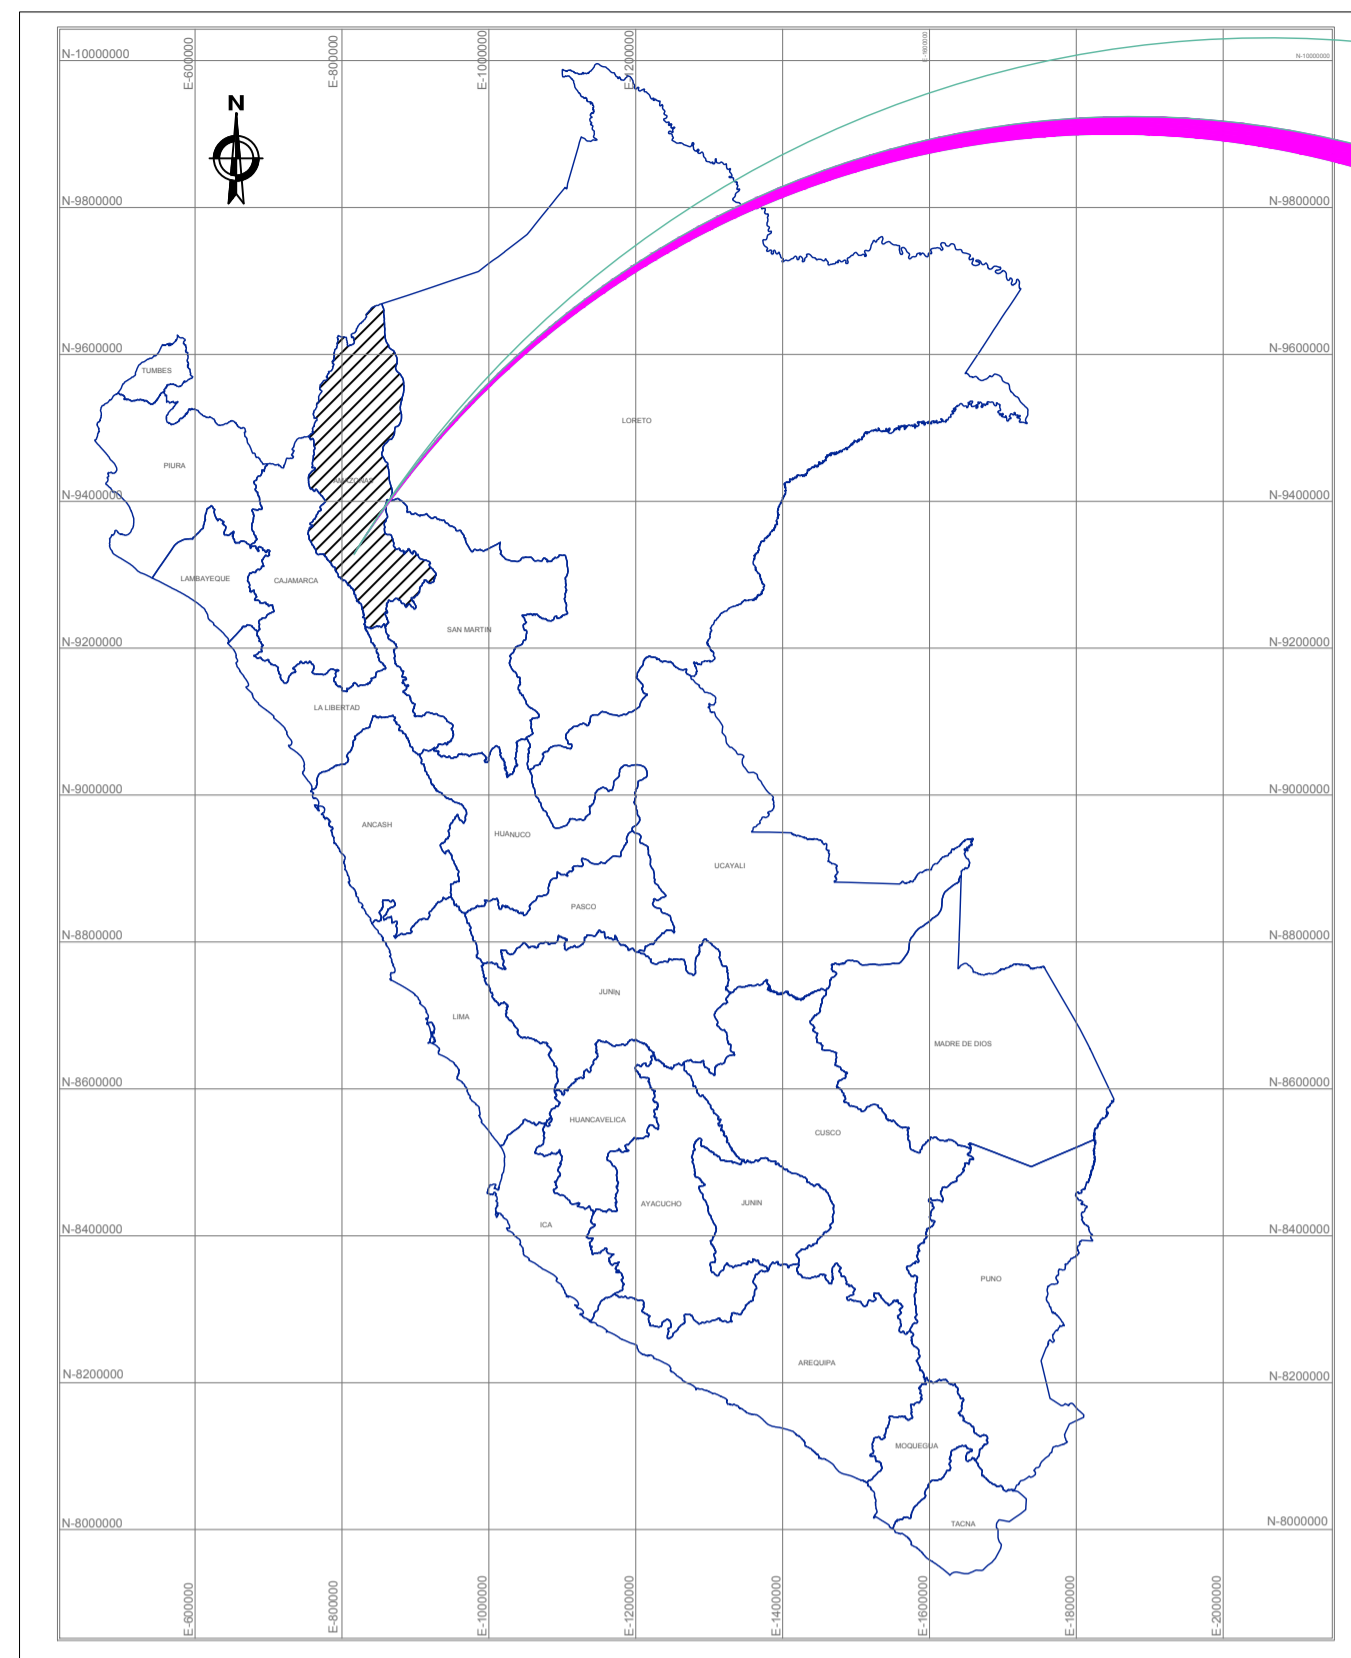 E-600000
E-800000
E-1000000
E-1200000
E-1600000
N-10000000
N-10000000
N
N-9800000
N-9800000
N-9600000
N-9600000
TUMBES
LORETO
PIURA
AMAZONAS
N-9400000
N-9400000
LAMBAYEQUE
CAJAMARCA
SAN MARTIN
N-9200000
N-9200000
LA LIBERTAD
N-9000000
N-9000000
ANCASH
HUANUCO
UCAYALI
PASCO
N-8800000
N-8800000
JUNIN
LIMA
MADRE DE DIOS
N-8600000
N-8600000
HUANCAVELICA
CUSCO
AYACUCHO
JUNIN
ICA
N-8400000
N-8400000
PUNO
AREQUIPA
N-8200000
N-8200000
MOQUEGUA
TACNA
N-8000000
N-8000000
E-600000
E-800000
E-1000000
E-1200000
E-1400000
E-1600000
E-1800000
E-2000000